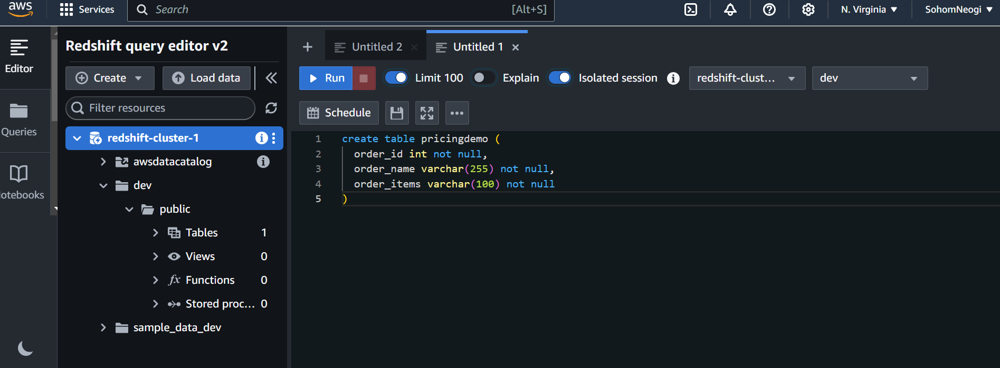 aws
Services
Search
[Alt+S]
N. Virginia
SohomNeogi
Editor
Queries
otebooks
Redshift query editor v2
Create
Load data
Filter resources
redshift-cluster-1
awsdatacatalog
dev
public
Tables 1
Views 0
fx Functions 0
Stored proc... 0
sample_data_dev
Untitled 2
Untitled 1
Run
Limit 100
Explain
Isolated session
redshift-clust...
dev
Schedule
1 create table pricingdemo (
2 order_id int not null,
3 order_name varchar(255) not null,
4 order_items varchar(100) not null
5 )